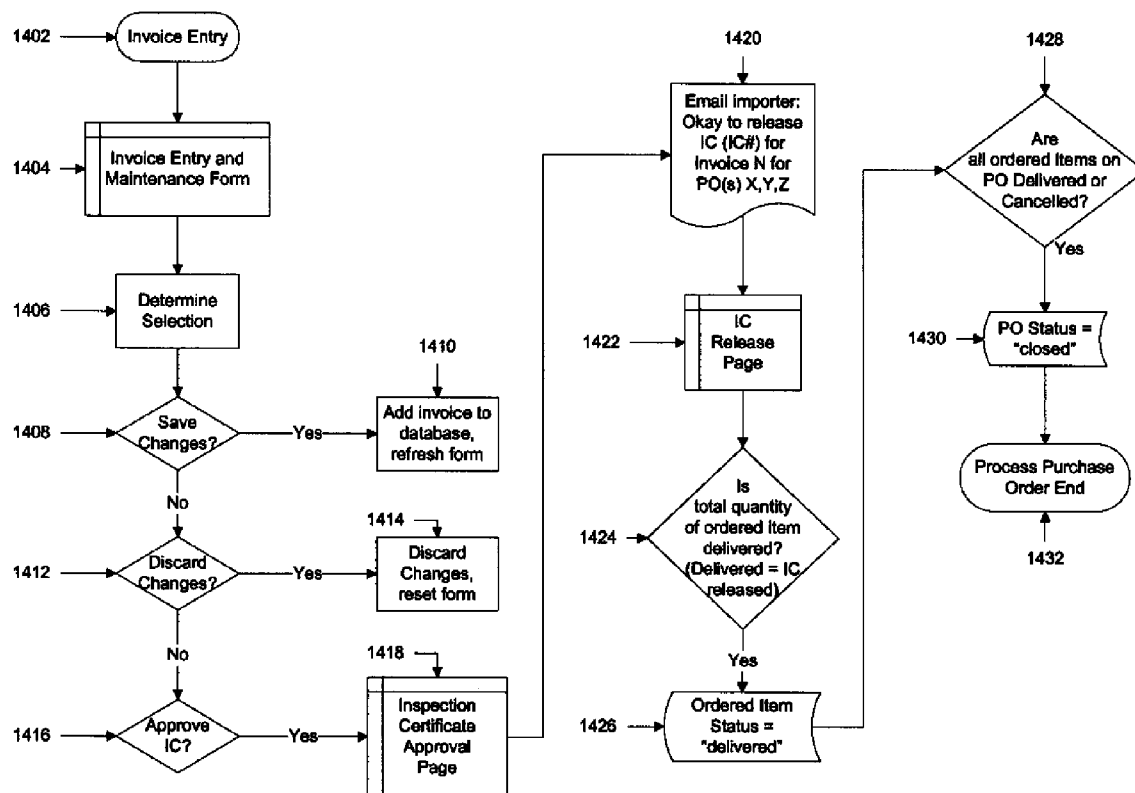 1402
Invoice Entry
1404
Invoice Entry and
Maintenance Form
1406
Determine
Selection
1408
Save
Changes?
Yes
1410
Add invoice to
database,
refresh form
No
1412
Discard
Changes?
Yes
1414
Discard
Changes,
reset form
No
1416
Approve
IC?
Yes
1418
Inspection
Certificate
Approval
Page
1420
Email importer:
Okay to release
IC (IC#) for
Invoice N for
PO(s) X,Y,Z
1422
IC
Release
Page
1424
Is
total quantity
of ordered item
delivered?
(Delivered = IC
released)
Yes
1426
Ordered Item
Status =
"delivered"
1428
Are
all ordered Items on
PO Delivered or
Cancelled?
Yes
1430
PO Status =
"closed"
Process Purchase
Order End
1432